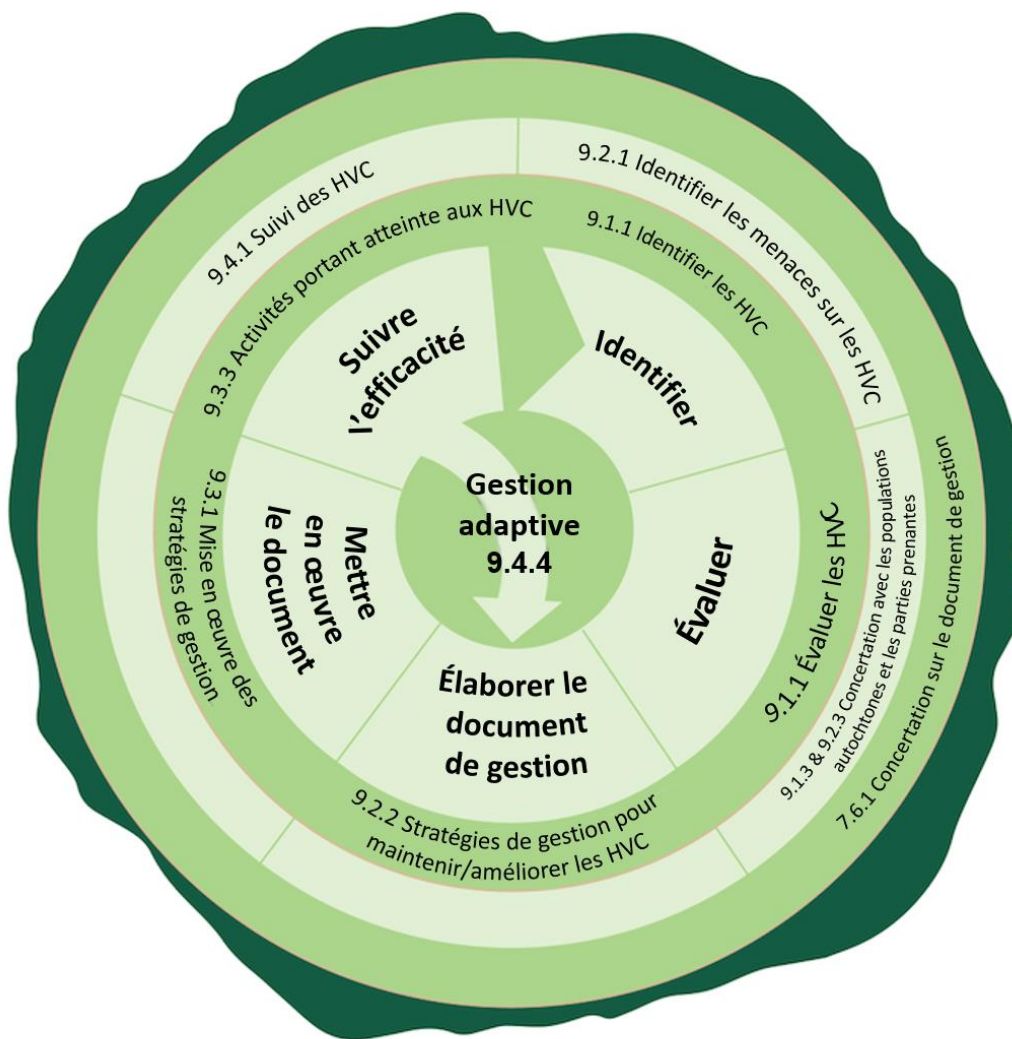 Gestion
adaptive
9.4.4
Identifier
Évaluer
Élaborer le
document
de gestion
Mettre
en œuvre
le document
Suivre
l'efficacité
9.1.1 Identifier les HVC
9.1.1 Évaluer les HVC
9.2.2 Stratégies de gestion pour
maintenir/améliorer les HVC
9.3.1 Mise en œuvre des
stratégies de gestion
9.3.3 Activités portant atteinte aux HVC
9.2.1 Identifier les menaces sur les HVC
9.1.3 & 9.2.3 Concertation avec les populations
autochtones et les parties prenantes
9.4.1 Suivi des HVC
7.6.1 Concertation sur le document de gestion